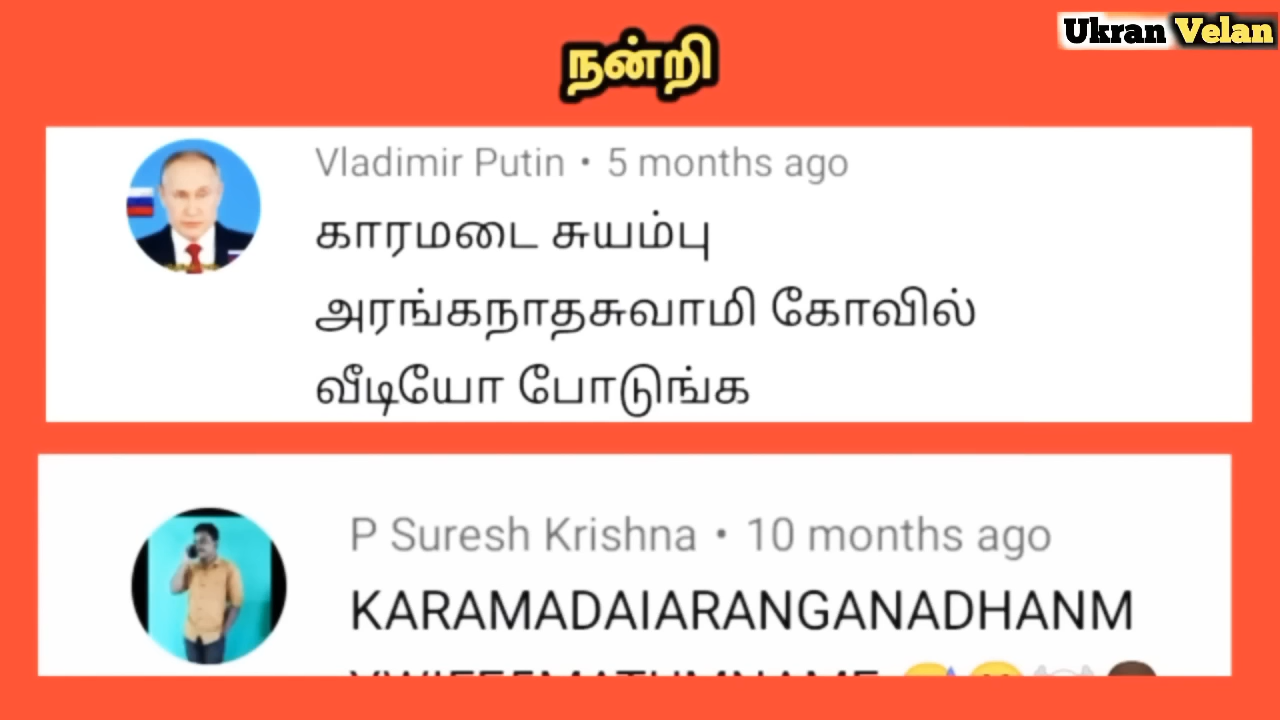 Ukran Velan
நன்றி
Vladimir Putin • 5 months ago
காரமடை சுயம்பு
அரங்கநாதசுவாமி கோவில்
வீடியோ போடுங்க
P Suresh Krishna • 10 months ago
KARAMADAIARANGANADHANM